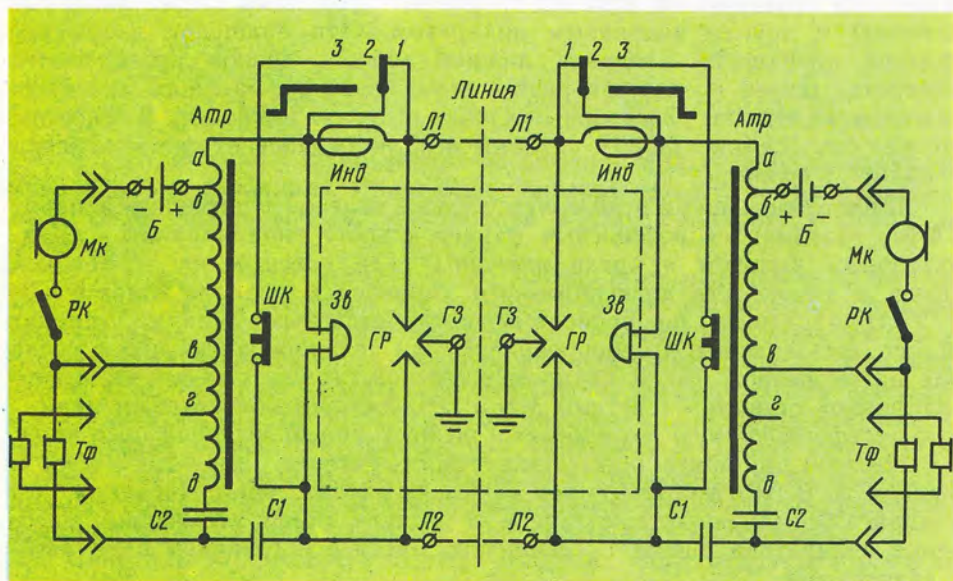 3 2 1
1 2 3
Линия
Атр
Л1
Л1
Атр
а
Инд
Инд
а
б
б
− +
Б
+ −
Б
Мк
Мк
РК
ШК
Зв
ГР
ГЗ
ГЗ
ГР
Зв
ШК
РК
в
в
г
г
Тф
Тф
д
д
С2
С1
Л2
Л2
С1
С2